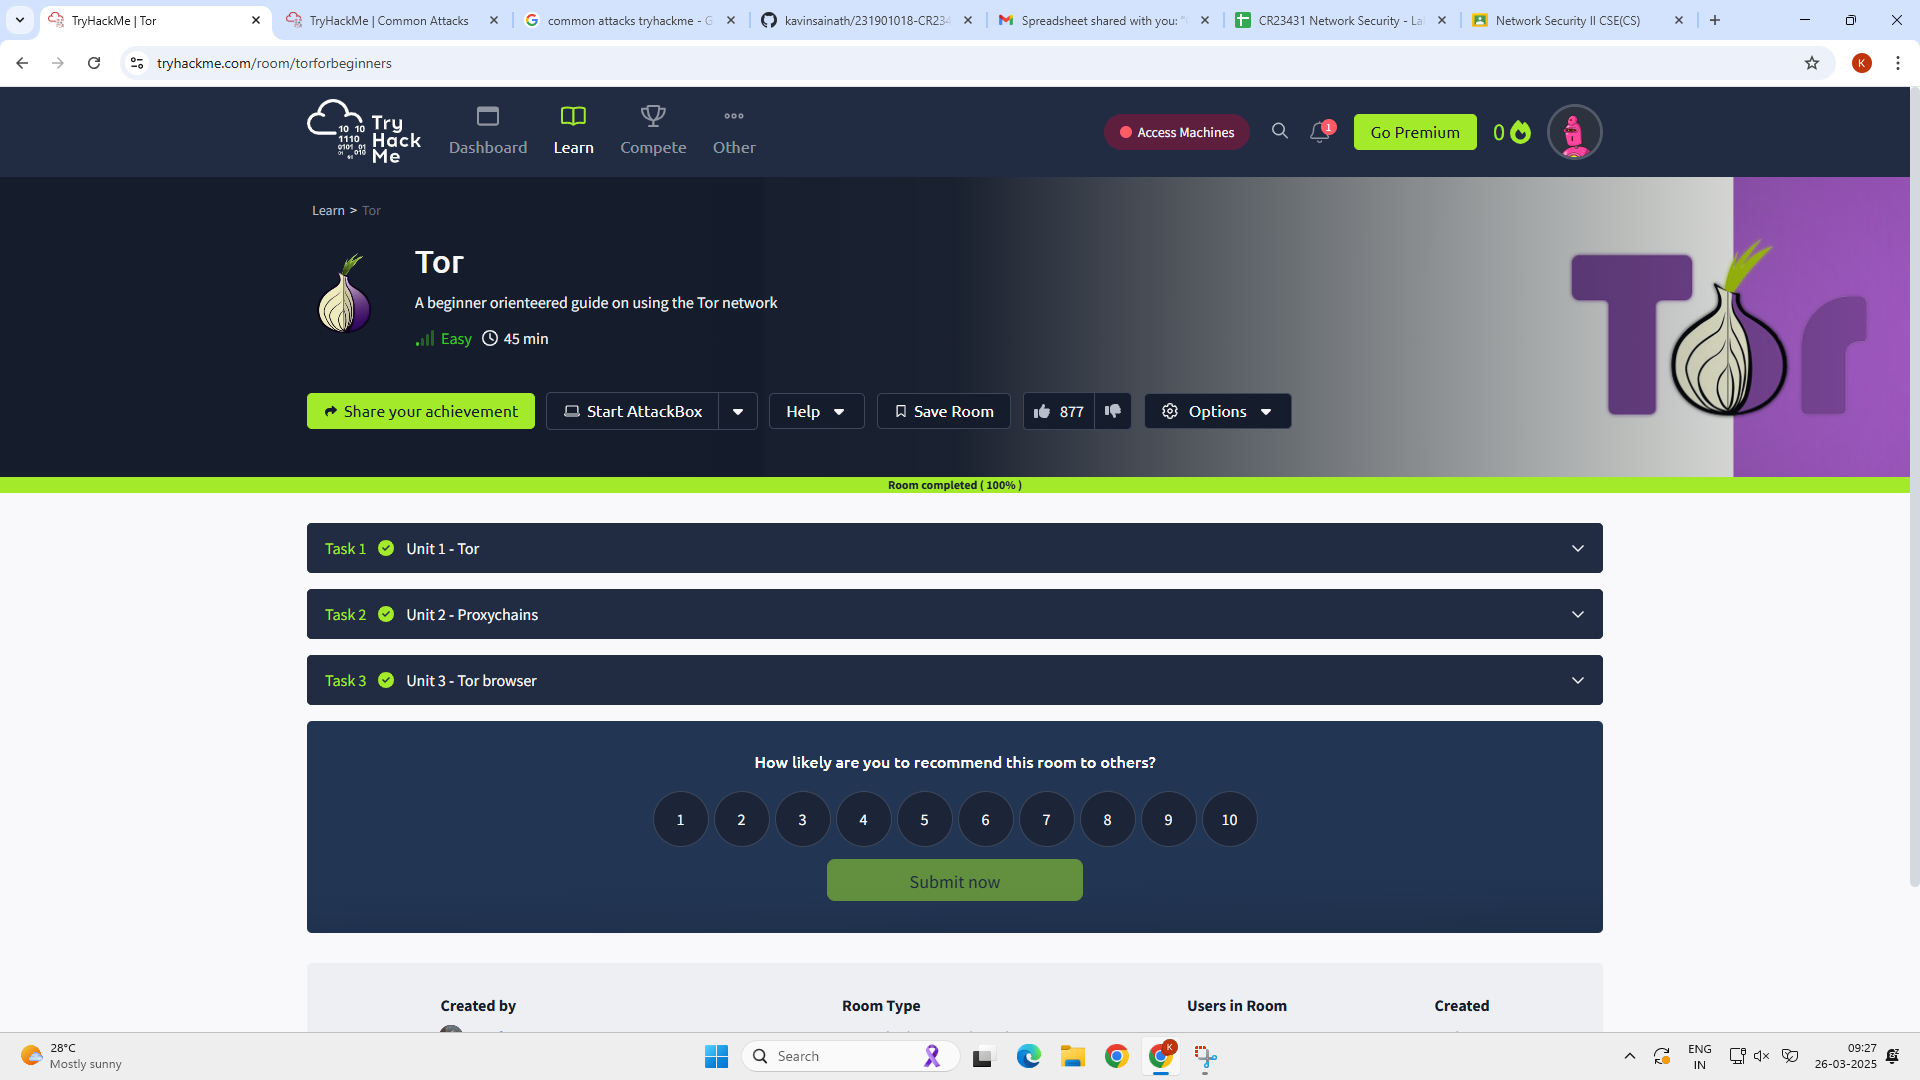 TryHackMe | Tor
TryHackMe | Common Attacks
common attacks tryhackme - G
kavinsainath/231901018-CR234
Spreadsheet shared with you: "
CR23431 Network Security - La
Network Security II CSE(CS)
tryhackme.com/room/torforbeginners
K
Try
Hack
Me
Dashboard
Learn
Compete
Other
Access Machines
1
Go Premium
0
Learn > Tor
Tor
A beginner orienteered guide on using the Tor network
Easy
45 min
Share your achievement
Start AttackBox
Help
Save Room
877
Options
Tor
Room completed ( 100% )
Task 1 Unit 1 - Tor
Task 2 Unit 2 - Proxychains
Task 3 Unit 3 - Tor browser
How likely are you to recommend this room to others?
1 2 3 4 5 6 7 8 9 10
Submit now
Created by
Room Type
Users in Room
Created
28°C
Mostly sunny
Search
K
ENG
IN
09:27
26-03-2025